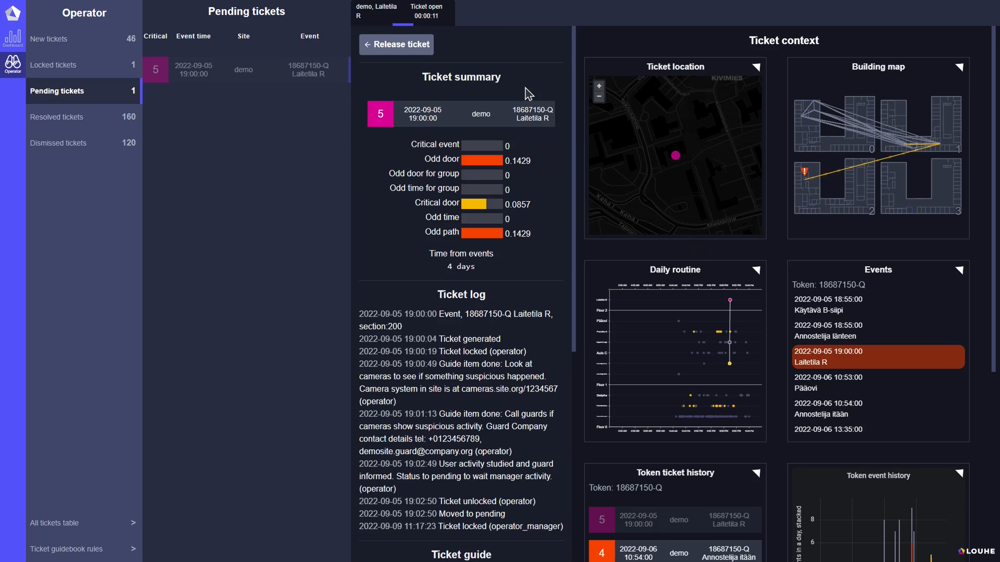 Operator
Dashboard
Operator
New tickets 46
Locked tickets 1
Pending tickets 1
Resolved tickets 160
Dismissed tickets 120
All tickets table >
Ticket guidebook rules >
Pending tickets
Critical Event time Site Event
5 2022-09-05 19:00:00 demo 18687150-Q Laitetila R
demo, Laitetila R
Ticket open
00:00:11
← Release ticket
Ticket summary
5 2022-09-05 19:00:00 demo 18687150-Q Laitetila R
Critical event 0
Odd door 0.1429
Odd door for group 0
Odd time for group 0
Critical door 0.0857
Odd time 0
Odd path 0.1429
Time from events
4 days
Ticket log
2022-09-05 19:00:00 Event, 18687150-Q Laitetila R,
section:200
2022-09-05 19:00:04 Ticket generated
2022-09-05 19:00:19 Ticket locked (operator)
2022-09-05 19:00:49 Guide item done: Look at
cameras to see if something suspicious happened.
Camera system in site is at cameras.site.org/1234567
(operator)
2022-09-05 19:01:13 Guide item done: Call guards if
cameras show suspicious activity. Guard Company
contact details tel: +0123456789,
demosite.guard@company.org (operator)
2022-09-05 19:02:49 User activity studied and guard
informed. Status to pending to wait manager activity.
(operator)
2022-09-05 19:02:50 Ticket unlocked (operator)
2022-09-05 19:02:50 Moved to pending
2022-09-09 11:17:23 Ticket locked (operator_manager)
Ticket guide
Ticket context
Ticket location
+
−
KIVIMIES
Tekniikantie
Kivimiehentie
Kehä I
Kehä I
Miestentie
Building map
0
1
2
3
Daily routine
Floor 2
Pääovi
Aula C
Floor 1
Floor 0
Events
Token: 18687150-Q
2022-09-05 18:55:00
Käytävä B-siipi
2022-09-05 18:55:00
Annostelija länteen
2022-09-05 19:00:00
Laitetila R
2022-09-06 10:53:00
Pääovi
2022-09-06 10:54:00
Annostelija itään
2022-09-06 13:35:00
Token ticket history
Token: 18687150-Q
5 2022-09-05 19:00:00 demo 18687150-Q Laitetila R
4 2022-09-06 10:54:00 demo 18687150-Q Annostelija itään
Token event history
in a day, stacked
8
6
LOUHE